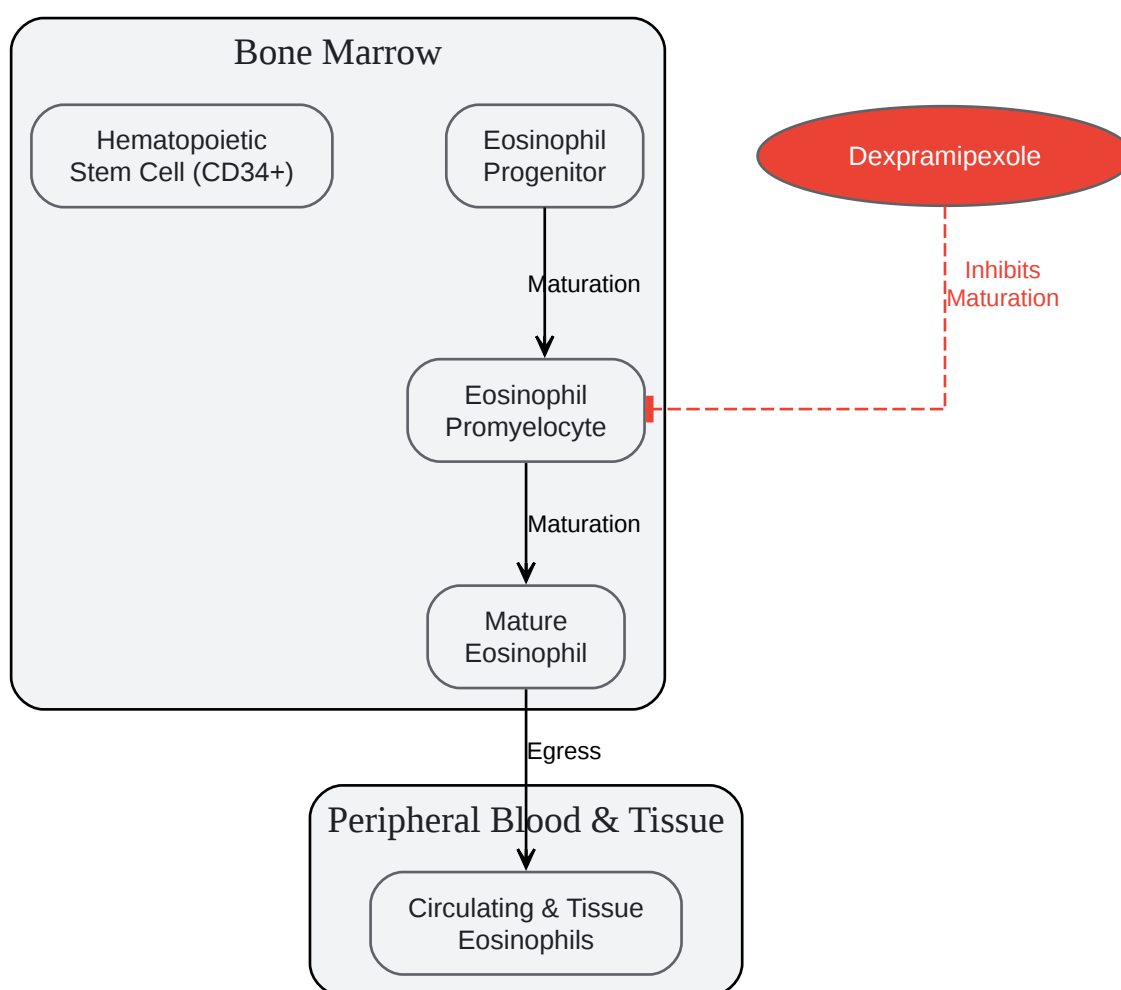 Bone Marrow
Hematopoietic
Stem Cell (CD34+)
Eosinophil
Progenitor
Dexpramipexole
Maturation
Inhibits
Maturation
Eosinophil
Promyelocyte
Maturation
Mature
Eosinophil
Egress
Peripheral Blood & Tissue
Circulating & Tissue
Eosinophils